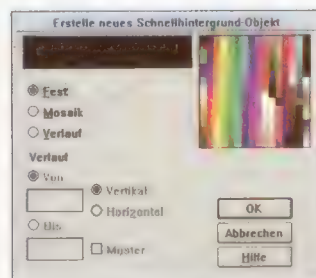 Erstelle neues Schnellhintergrund-Objekt
Fest
Mosaik
Verlauf
Verlauf
Von
Vertikal
Horizontal
Bis
Muster
OK
Abbrechen
Hilfe